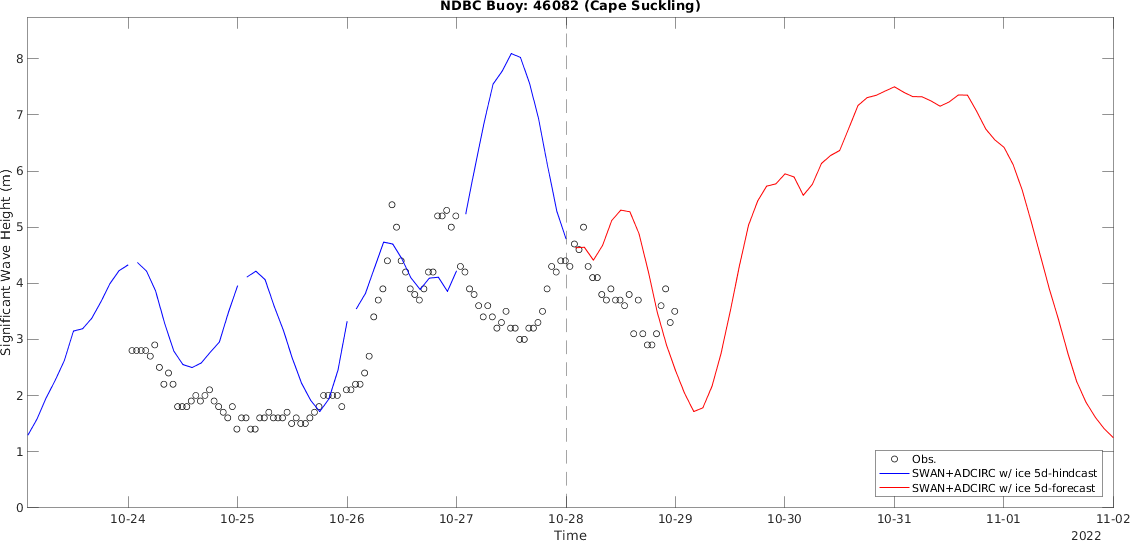 NDBC Buoy: 46082 (Cape Suckling)
Significant Wave Height (m)
8
7
6
5
4
3
2
1
0
10-24 10-25 10-26 10-27 10-28 10-29 10-30 10-31 11-01 11-02
Time
2022
Obs.
SWAN+ADCIRC w/ ice 5d-hindcast
SWAN+ADCIRC w/ ice 5d-forecast